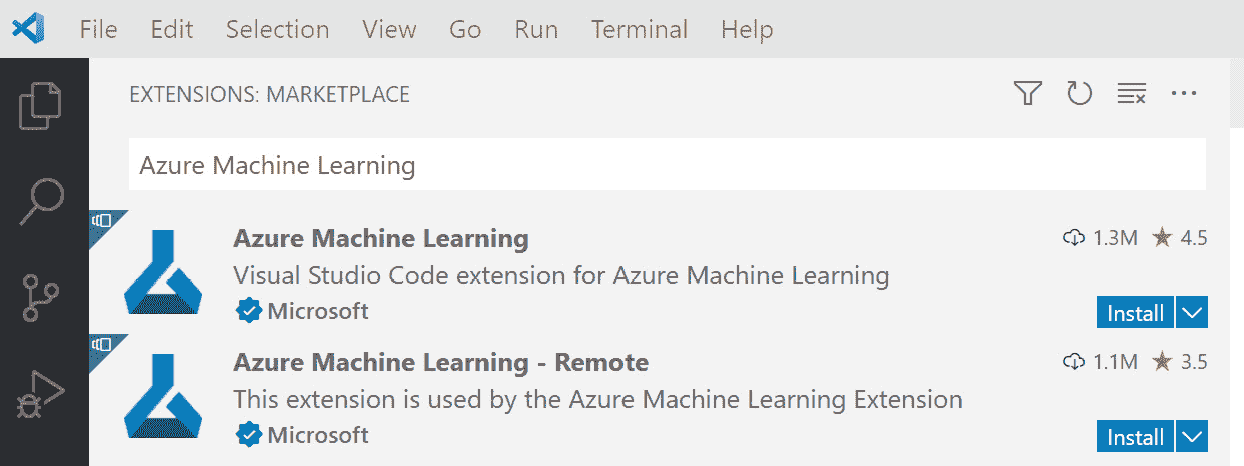 File Edit Selection View Go Run Terminal Help
EXTENSIONS: MARKETPLACE
Azure Machine Learning
Azure Machine Learning 1.3M 4.5
Visual Studio Code extension for Azure Machine Learning
Microsoft Install
Azure Machine Learning - Remote 1.1M 3.5
This extension is used by the Azure Machine Learning Extension
Microsoft Install